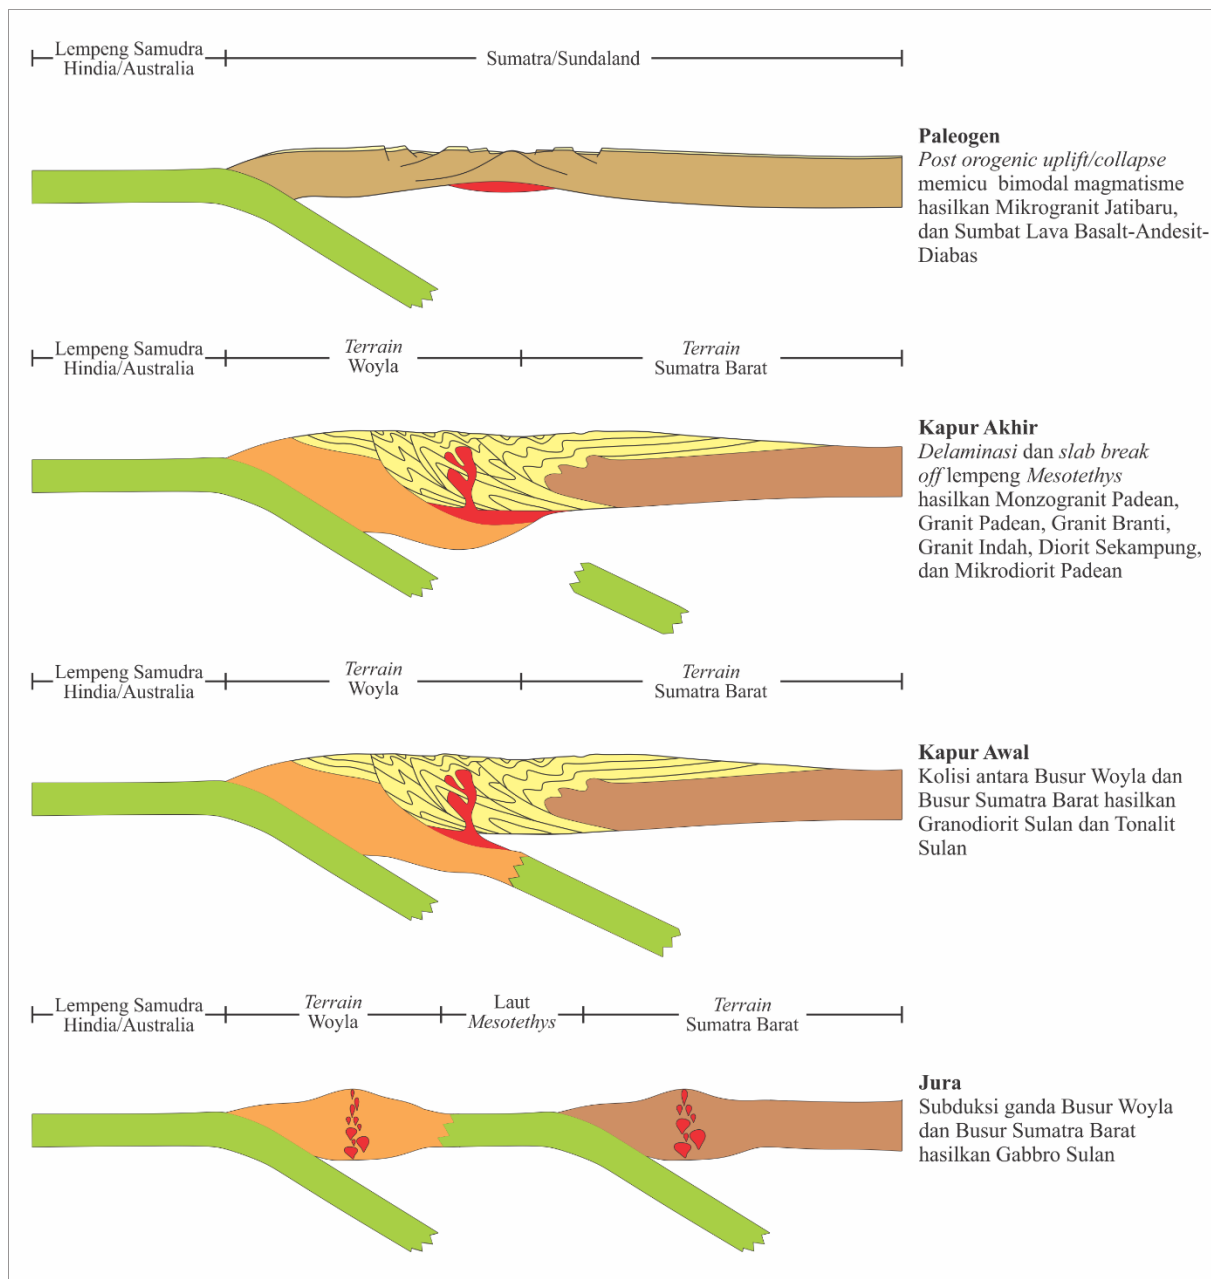 Lempeng Samudra
Hindia/Australia
Sumatra/Sundaland
Paleogen
Post orogenic uplift/collapse
memicu bimodal magmatisme
hasilkan Mikrogranit Jatibaru,
dan Sumbat Lava Basalt-Andesit-
Diabas
Lempeng Samudra
Hindia/Australia
Terrain
Woyla
Terrain
Sumatra Barat
Kapur Akhir
Delaminasi dan slab break
off lempeng Mesotethys
hasilkan Monzogranit Padean,
Granit Padean, Granit Branti,
Granit Indah, Diorit Sekampung,
dan Mikrodiorit Padean
Lempeng Samudra
Hindia/Australia
Terrain
Woyla
Terrain
Sumatra Barat
Kapur Awal
Kolisi antara Busur Woyla dan
Busur Sumatra Barat hasilkan
Granodiorit Sulan dan Tonalit
Sulan
Lempeng Samudra
Hindia/Australia
Terrain
Woyla
Laut
Mesotethys
Terrain
Sumatra Barat
Jura
Subduksi ganda Busur Woyla
dan Busur Sumatra Barat
hasilkan Gabbro Sulan